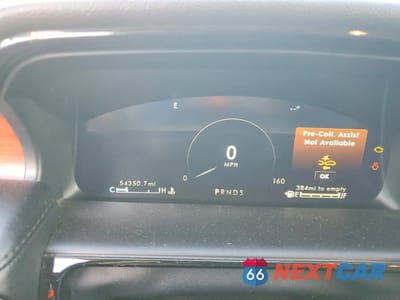 E
--°
Pre-Coll. Assist
Not Available
OK
0
MPH
0
160
54350.7mi
C
H
PRNDS
384mi to empty
E
F
66 NEXTCAR